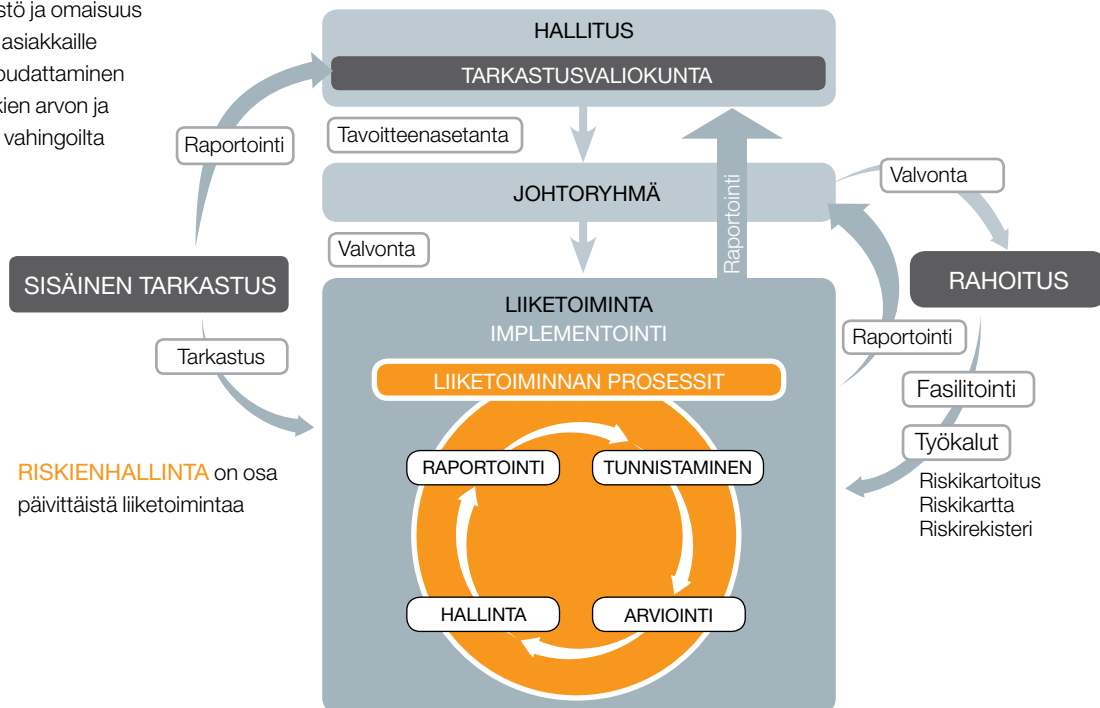 ja omaisuus
asiakkaille
kien arvon ja
vahingoilta
HALLITUS
TARKASTUSVALIOKUNTA
Raportointi
Tavoitteenasetanta
JOHTORYHMÄ
Valvonta
Raportointi
Valvonta
SISÄINEN TARKASTUS
RAHOITUS
LIIKETOIMINTA
IMPLEMENTOINTI
Tarkastus
Raportointi
LIIKETOIMINNAN PROSESSIT
Fasilitointi
Työkalut
Riskikartoitus
Riskikartta
Riskirekisteri
RAPORTOINTI
TUNNISTAMINEN
HALLINTA
ARVIOINTI
RISKIENHALLINTA on osa
päivittäistä liiketoimintaa